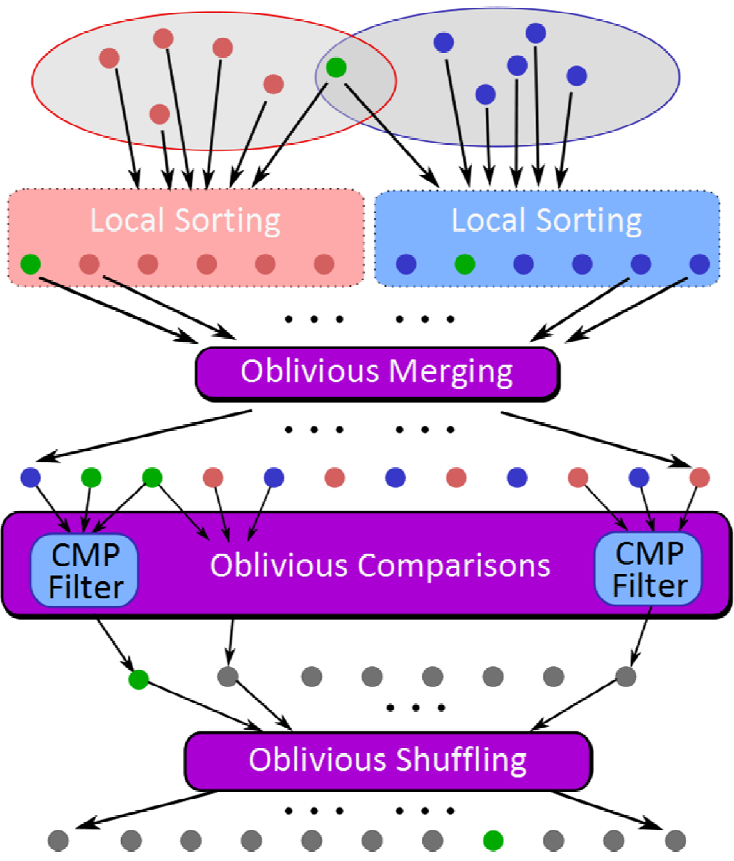 Local Sorting
Local Sorting
Oblivious Merging
CMP
Filter
Oblivious Comparisons
CMP
Filter
Oblivious Shuffling